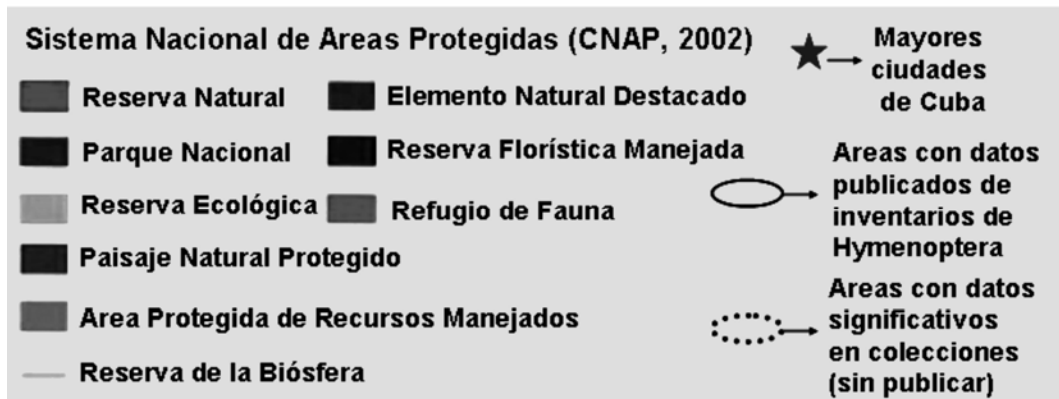 Sistema Nacional de Areas Protegidas (CNAP, 2002)
Reserva Natural
Elemento Natural Destacado
Parque Nacional
Reserva Florística Manejada
Reserva Ecológica
Refugio de Fauna
Paisaje Natural Protegido
Area Protegida de Recursos Manejados
Reserva de la Biósfera
Mayores
ciudades
de Cuba
Areas con datos
publicados de
inventarios de
Hymenoptera
Areas con datos
significativos
en colecciones
(sin publicar)